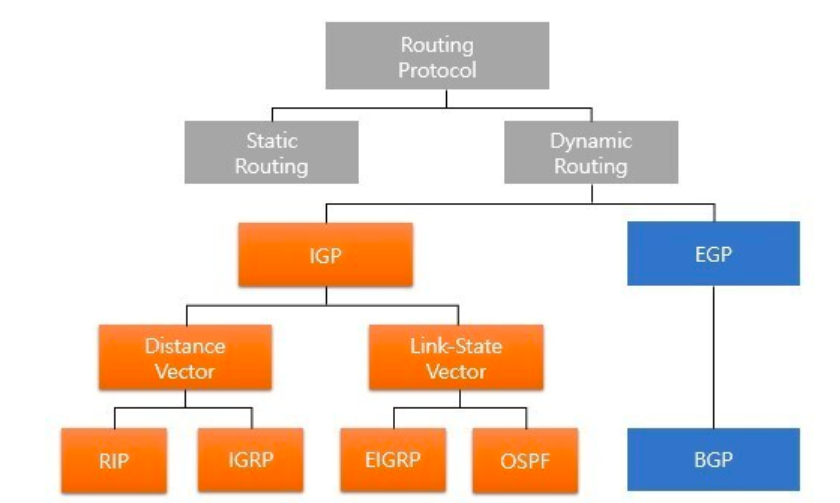 Routing
Protocol
Static
Routing
Dynamic
Routing
IGP
EGP
Distance
Vector
Link-State
Vector
RIP
IGRP
EIGRP
OSPF
BGP